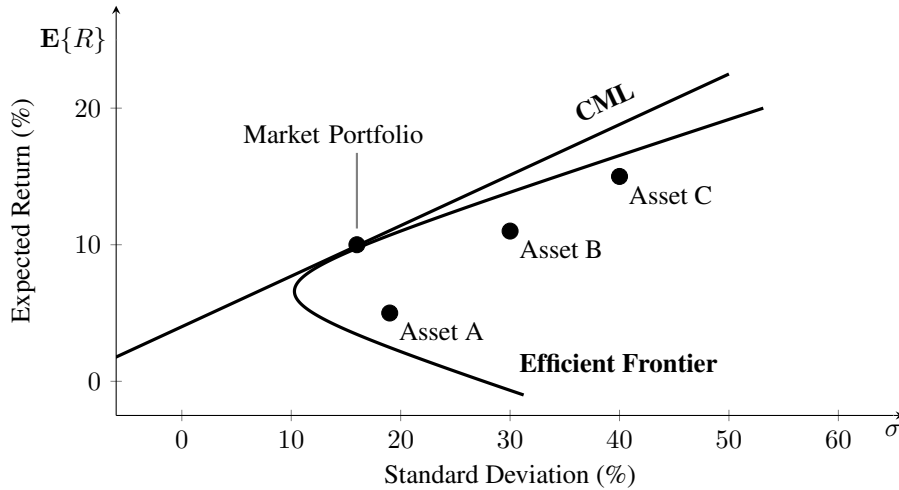 E{R}
Expected Return (%)
20
10
0
CML
Market Portfolio
Asset C
Asset B
Asset A
Efficient Frontier
0 10 20 30 40 50 60
σ
Standard Deviation (%)